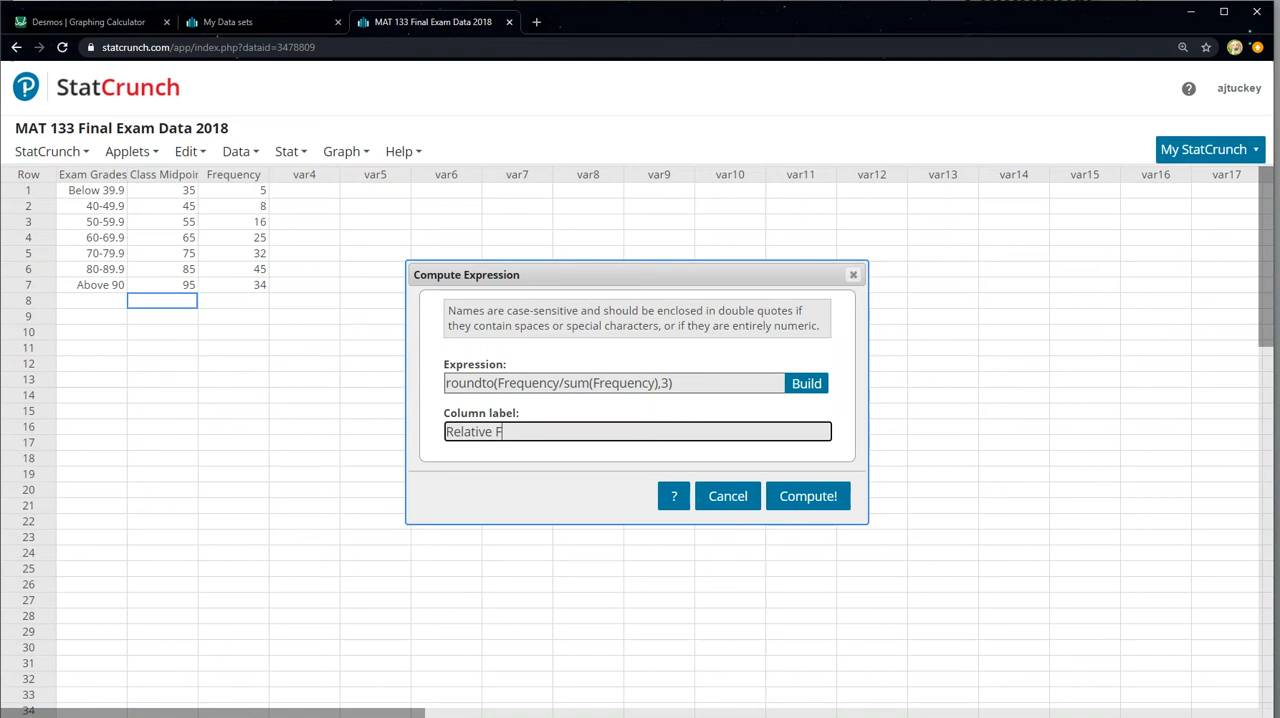 Desmos | Graphing Calculator
My Data sets
MAT 133 Final Exam Data 2018
statcrunch.com/app/index.php?dataid=3478809
StatCrunch
ajtuckey
MAT 133 Final Exam Data 2018
StatCrunch Applets Edit Data Stat Graph Help
My StatCrunch
Row Exam Grades Class Midpoin Frequency var4 var5 var6 var7 var8 var9 var10 var11 var12 var13 var14 var15 var16 var17
1 Below 39.9 35 5
2 40-49.9 45 8
3 50-59.9 55 16
4 60-69.9 65 25
5 70-79.9 75 32
6 80-89.9 85 45
7 Above 90 95 34
8
9
10
11
12
13
14
15
16
17
18
19
20
21
22
23
24
25
26
27
28
29
30
31
32
33
34
Compute Expression
Names are case-sensitive and should be enclosed in double quotes if
they contain spaces or special characters, or if they are entirely numeric.
Expression:
roundto(Frequency/sum(Frequency),3) Build
Column label:
Relative F
? Cancel Compute!